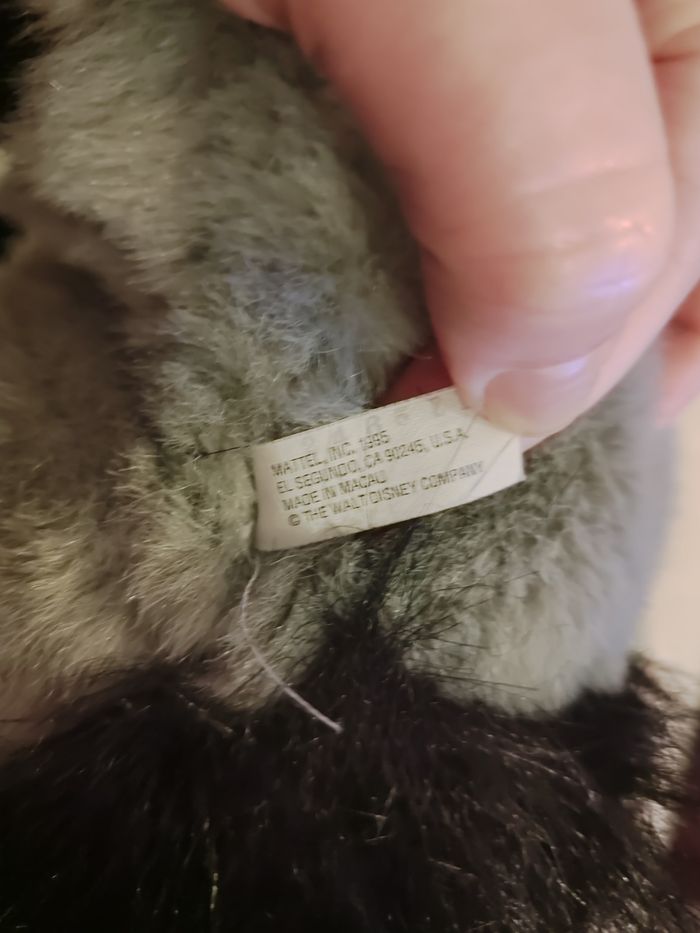 MATTEL, INC. 1995
EL SEGUNDO, CA 90245, U.S.A.
MADE IN MACAU
© THE WALT DISNEY COMPANY